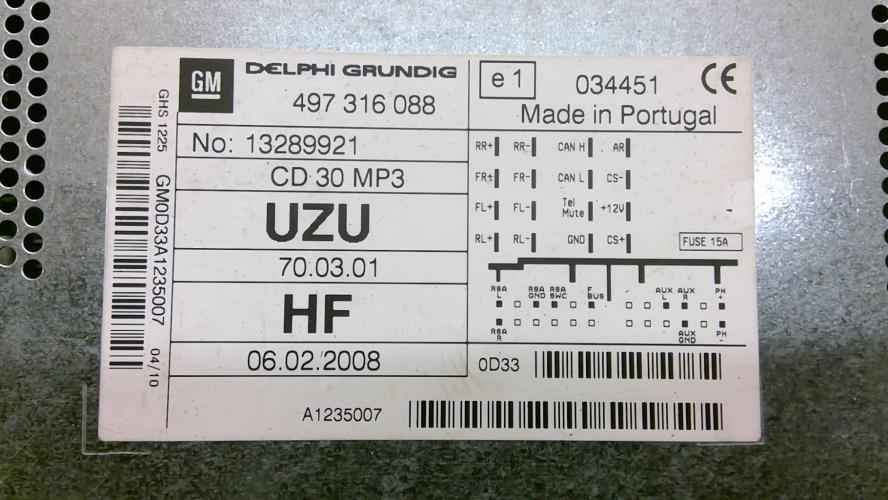 GM
DELPHI GRUNDIG
497 316 088
e 1
034451
CE
Made in Portugal
GHS 1225
GM0D33A1235007
04/10
No: 13289921
CD 30 MP3
UZU
70.03.01
HF
06.02.2008
RR+ RR- CAN H AR
FR+ FR- CAN L CS-
FL+ FL- Tel Mute +12V
RL+ RL- GND CS+
FUSE 15A
RSA L RSA GND RSA SWC F BUS AUX L AUX R PH +
RSA R AUX GND PH -
0D33
A1235007